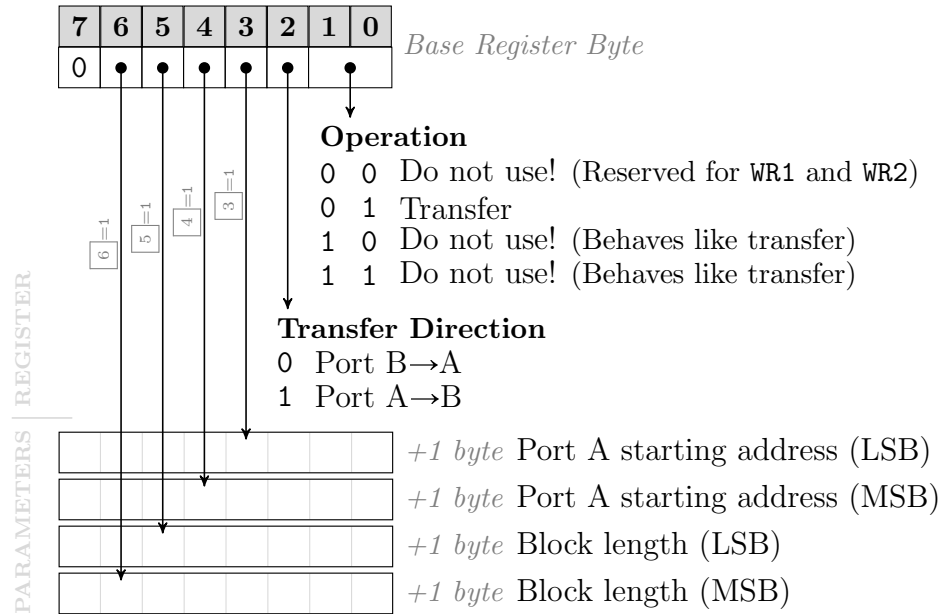 7 6 5 4 3 2 1 0
Base Register Byte
0
Operation
0 0 Do not use! (Reserved for WR1 and WR2)
0 1 Transfer
1 0 Do not use! (Behaves like transfer)
1 1 Do not use! (Behaves like transfer)
6=1
5=1
4=1
3=1
Transfer Direction
0 Port B→A
1 Port A→B
REGISTER
PARAMETERS
+1 byte Port A starting address (LSB)
+1 byte Port A starting address (MSB)
+1 byte Block length (LSB)
+1 byte Block length (MSB)